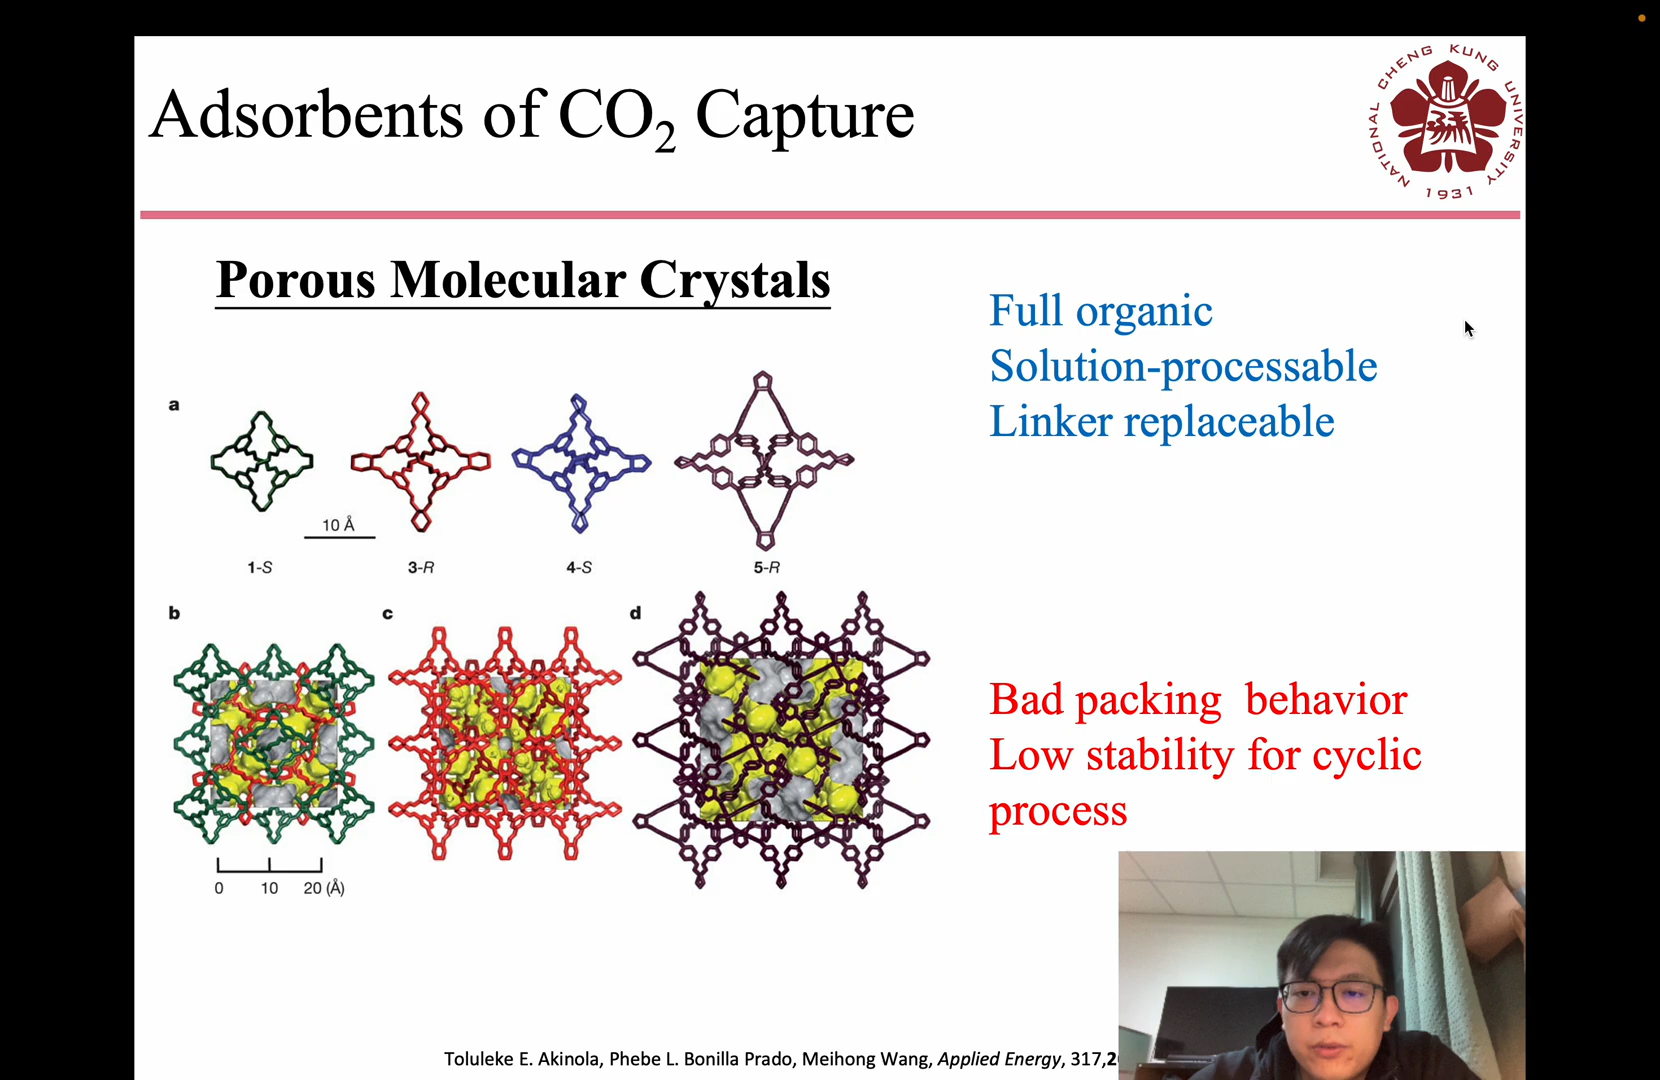 Adsorbents of CO₂ Capture
NATIONAL CHENG KUNG UNIVERSITY
1931
Porous Molecular Crystals
Full organic
Solution-processable
Linker replaceable
a
10 Å
1-S
3-R
4-S
5-R
b
c
d
0 10 20 (Å)
Bad packing  behavior
Low stability for cyclic
process
Toluleke E. Akinola, Phebe L. Bonilla Prado, Meihong Wang, Applied Energy, 317,